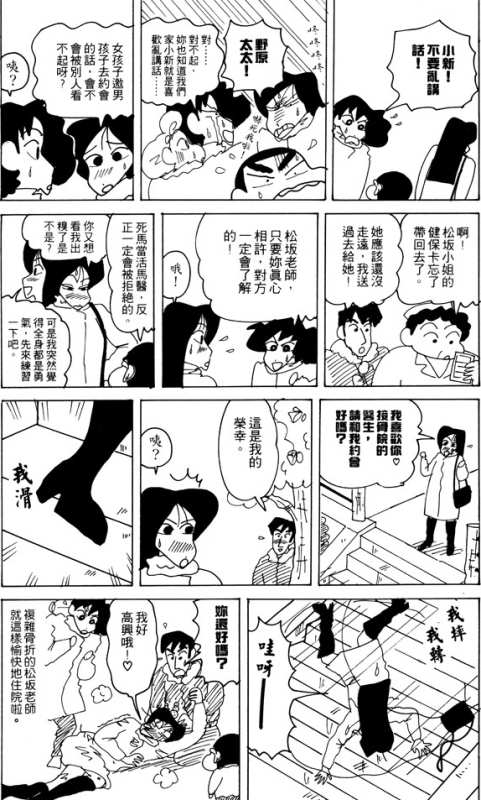 小新！
不要亂講
話！
咚咚咚咚
野原
太太！
對……
對不起，
妳也知道我們
家小新就是喜
歡亂講話……
嚇死我啦
女孩子邀男
孩子去約會
的話，會不
會被別人看
不起呀？
咦？
啊！
松坂小姐的
健保卡忘了
帶回去了。
她應該還沒
走遠，我送
過去給她！
松坂老師，
只要妳真心
相許，對方
一定會了解
的！
哦！
死馬當活馬醫，反
正一定會被拒絕的。
你又想
看我出
糗了是
不是？
可是我突然覺
得全身都是勇
氣，先來練習
一下吧。
我喜歡你♡
接骨院的
醫生，
請和我約會
好嗎？
這是我的
榮幸。
咦？
我滑
我摔
我轉
哇呀——
妳還好嗎？
我好
高興哦！♡
複雜骨折的松坂老師
就這樣愉快地住院啦。